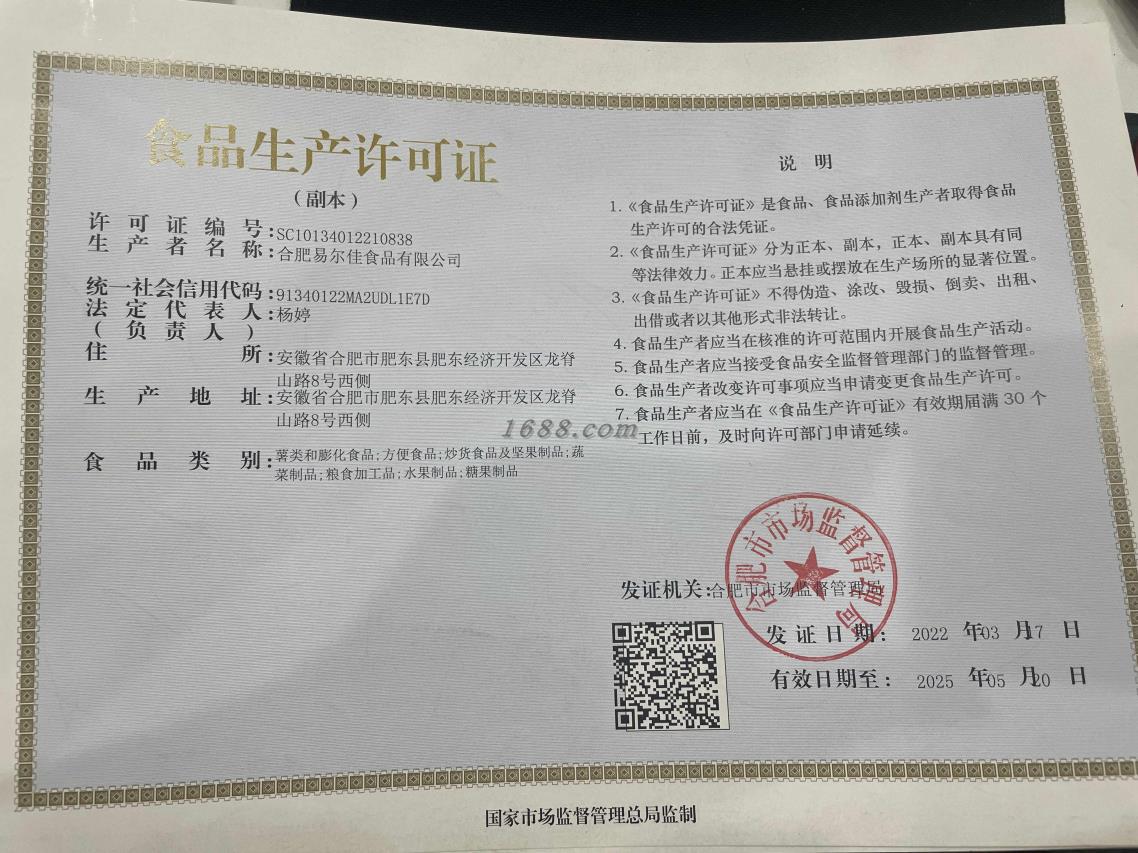 食品生产许可证
（副本）
许可证编号：SC10134012210838
生产者名称：合肥易尔佳食品有限公司
统一社会信用代码：91340122MA2UDL1E7D
法定代表人：杨婷
（负责人）
住所：安徽省合肥市肥东县肥东经济开发区龙脊
山路8号西侧
生产地址：安徽省合肥市肥东县肥东经济开发区龙脊
山路8号西侧
食品类别：薯类和膨化食品;方便食品;炒货食品及坚果制品;蔬
菜制品;粮食加工品;水果制品;糖果制品
说明
1.《食品生产许可证》是食品、食品添加剂生产者取得食品
生产许可的合法凭证。
2.《食品生产许可证》分为正本、副本，正本、副本具有同
等法律效力。正本应当悬挂或摆放在生产场所的显著位置。
3.《食品生产许可证》不得伪造、涂改、毁损、倒卖、出租、
出借或者以其他形式非法转让。
4.食品生产者应当在核准的许可范围内开展食品生产活动。
5.食品生产者应当接受食品安全监督管理部门的监督管理。
6.食品生产者改变许可事项应当申请变更食品生产许可。
7.食品生产者应当在《食品生产许可证》有效期届满 30 个
工作日前，及时向许可部门申请延续。
1688.com
合肥市市场监督管理局
发证机关：合肥市市场监督管理局
发证日期：2022 年03 月17 日
有效日期至：2025 年05 月20 日
国家市场监督管理总局监制